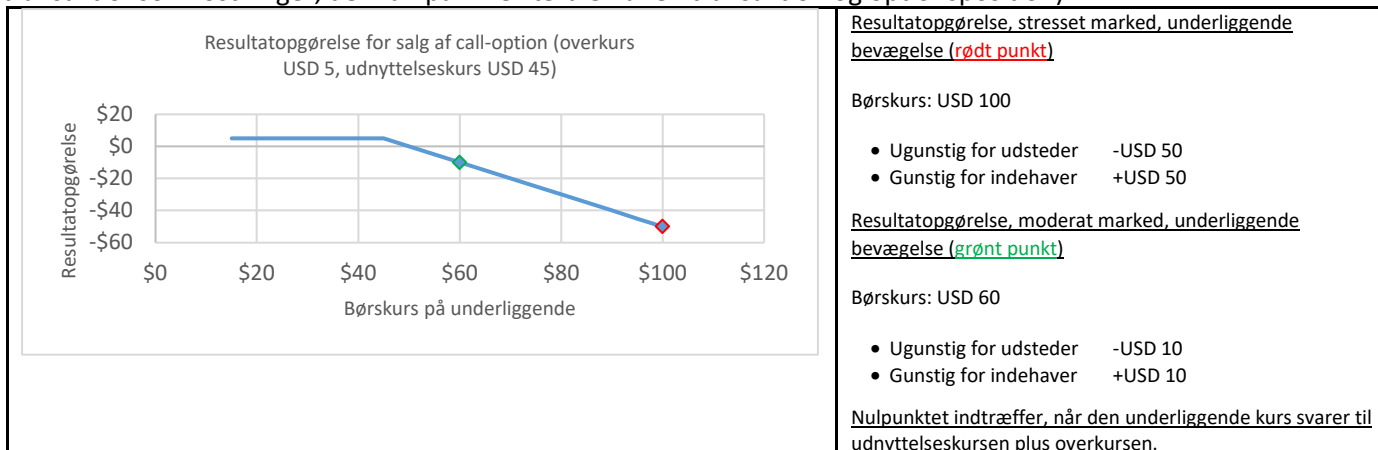 Resultatopgørelse for salg af call-option (overkurs
USD 5, udnyttelseskurs USD 45)
$20
$0
-$20
-$40
-$60
Resultatopgørelse
$0
$20
$40
$60
$80
$100
$120
Børskurs på underliggende
Resultatopgørelse, stresset marked, underliggende
bevægelse (rødt punkt)
Børskurs: USD 100
• Ugunstig for udsteder -USD 50
• Gunstig for indehaver +USD 50
Resultatopgørelse, moderat marked, underliggende
bevægelse (grønt punkt)
Børskurs: USD 60
• Ugunstig for udsteder -USD 10
• Gunstig for indehaver +USD 10
Nulpunktet indtræffer, når den underliggende kurs svarer til
udnyttelseskursen plus overkursen.